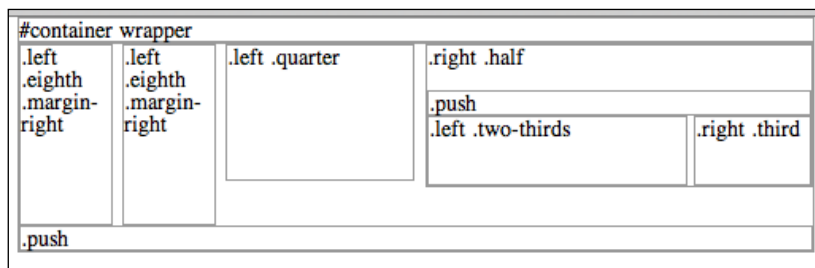 #container wrapper
.left
.eighth
.margin-
right
.left
.eighth
.margin-
right
.left .quarter
.right .half
.push
.left .two-thirds
.right .third
.push